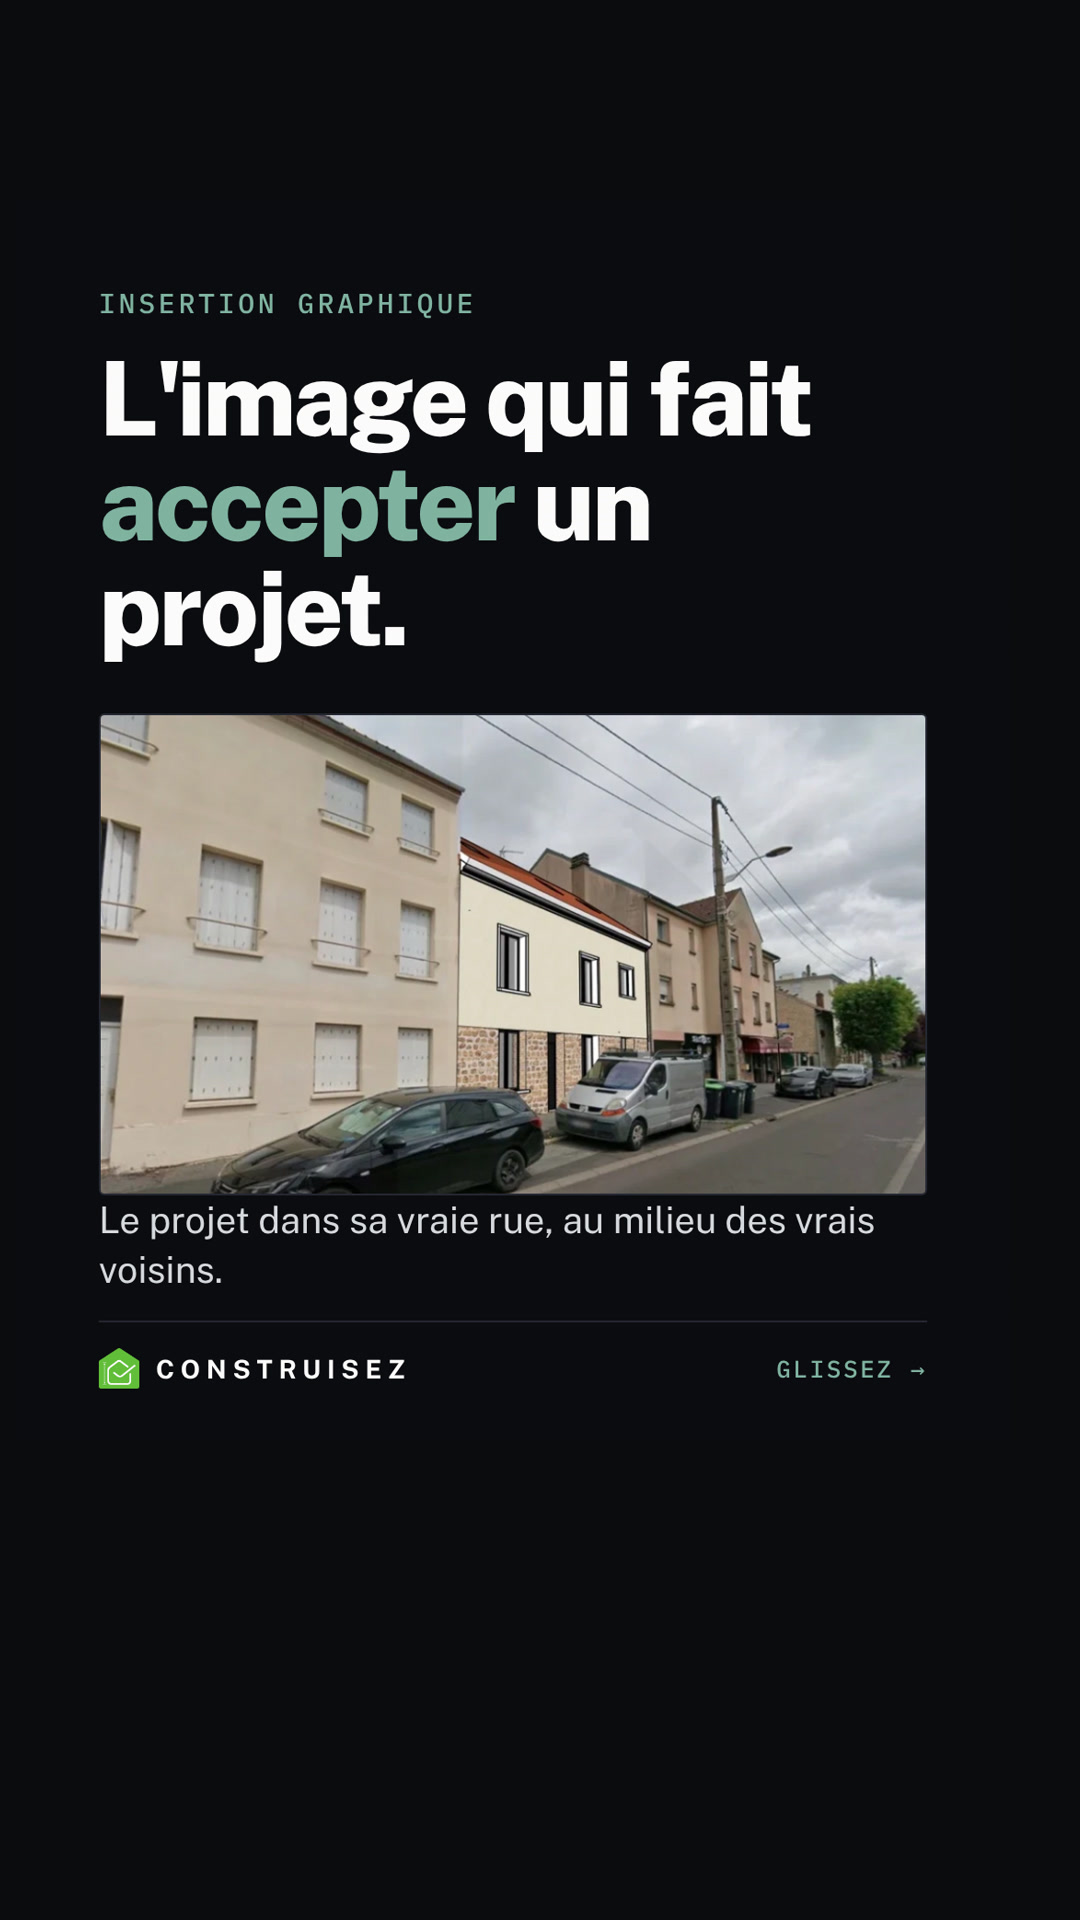 INSERTION GRAPHIQUE
L'image qui fait
accepter un
projet.
Le projet dans sa vraie rue, au milieu des vrais
voisins.
CONSTRUISEZ
GLISSEZ →